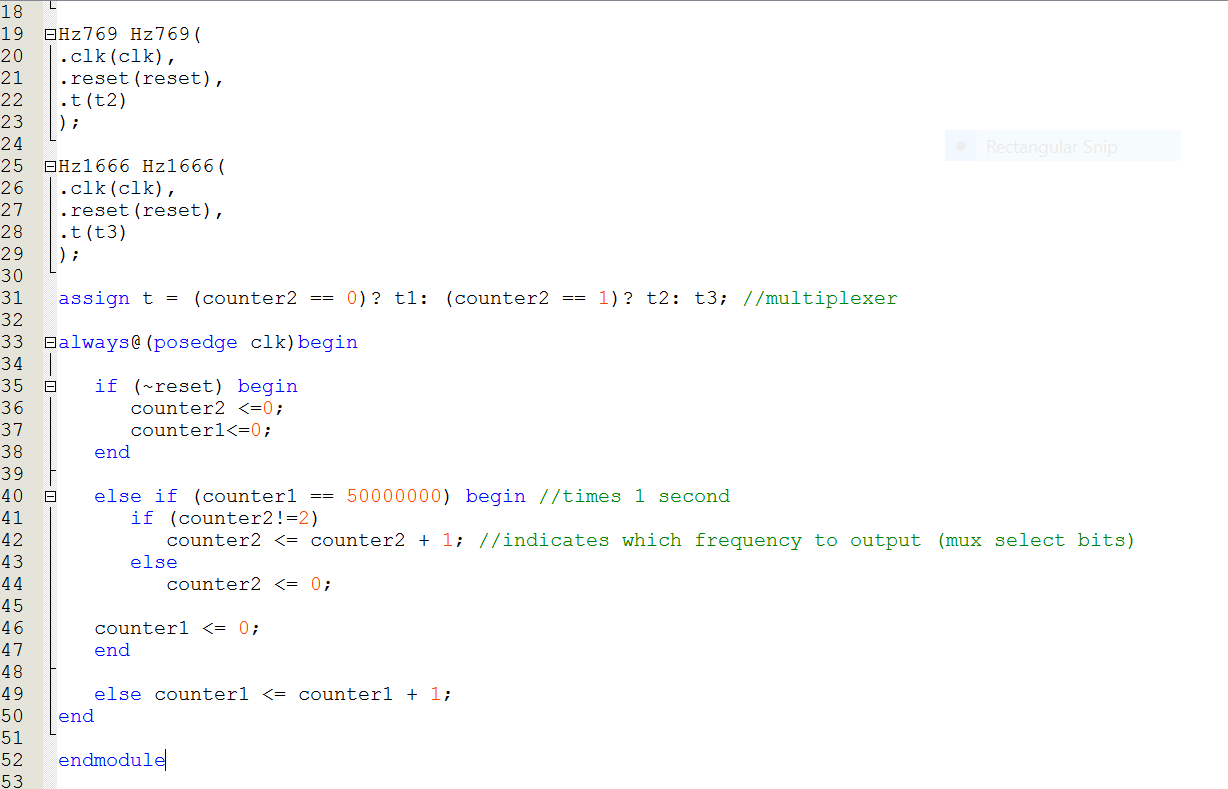 18
19 Hz769 Hz769(
20 .clk(clk),
21 .reset(reset),
22 .t(t2)
23 );
24
25 Hz1666 Hz1666(
26 .clk(clk),
27 .reset(reset),
28 .t(t3)
29 );
30
31 assign t = (counter2 == 0)? t1: (counter2 == 1)? t2: t3; //multiplexer
32
33 always@(posedge clk)begin
34
35    if (~reset) begin
36       counter2 <=0;
37       counter1<=0;
38    end
39
40    else if (counter1 == 50000000) begin //times 1 second
41       if (counter2!=2)
42          counter2 <= counter2 + 1; //indicates which frequency to output (mux select bits)
43       else
44          counter2 <= 0;
45
46    counter1 <= 0;
47    end
48
49    else counter1 <= counter1 + 1;
50 end
51
52 endmodule
53
Rectangular Snip